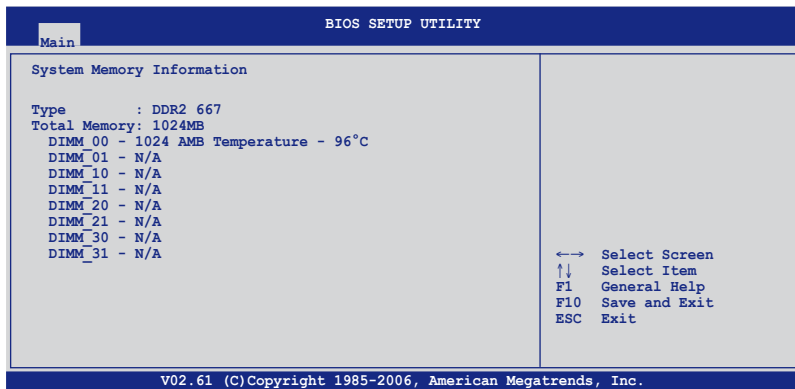 BIOS SETUP UTILITY
Main
System Memory Information
Type : DDR2 667
Total Memory: 1024MB
DIMM_00 - 1024 AMB Temperature - 96°C
DIMM_01 - N/A
DIMM_10 - N/A
DIMM_11 - N/A
DIMM_20 - N/A
DIMM_21 - N/A
DIMM_30 - N/A
DIMM_31 - N/A
←→ Select Screen
↑↓ Select Item
F1 General Help
F10 Save and Exit
ESC Exit
V02.61 (C)Copyright 1985-2006, American Megatrends, Inc.